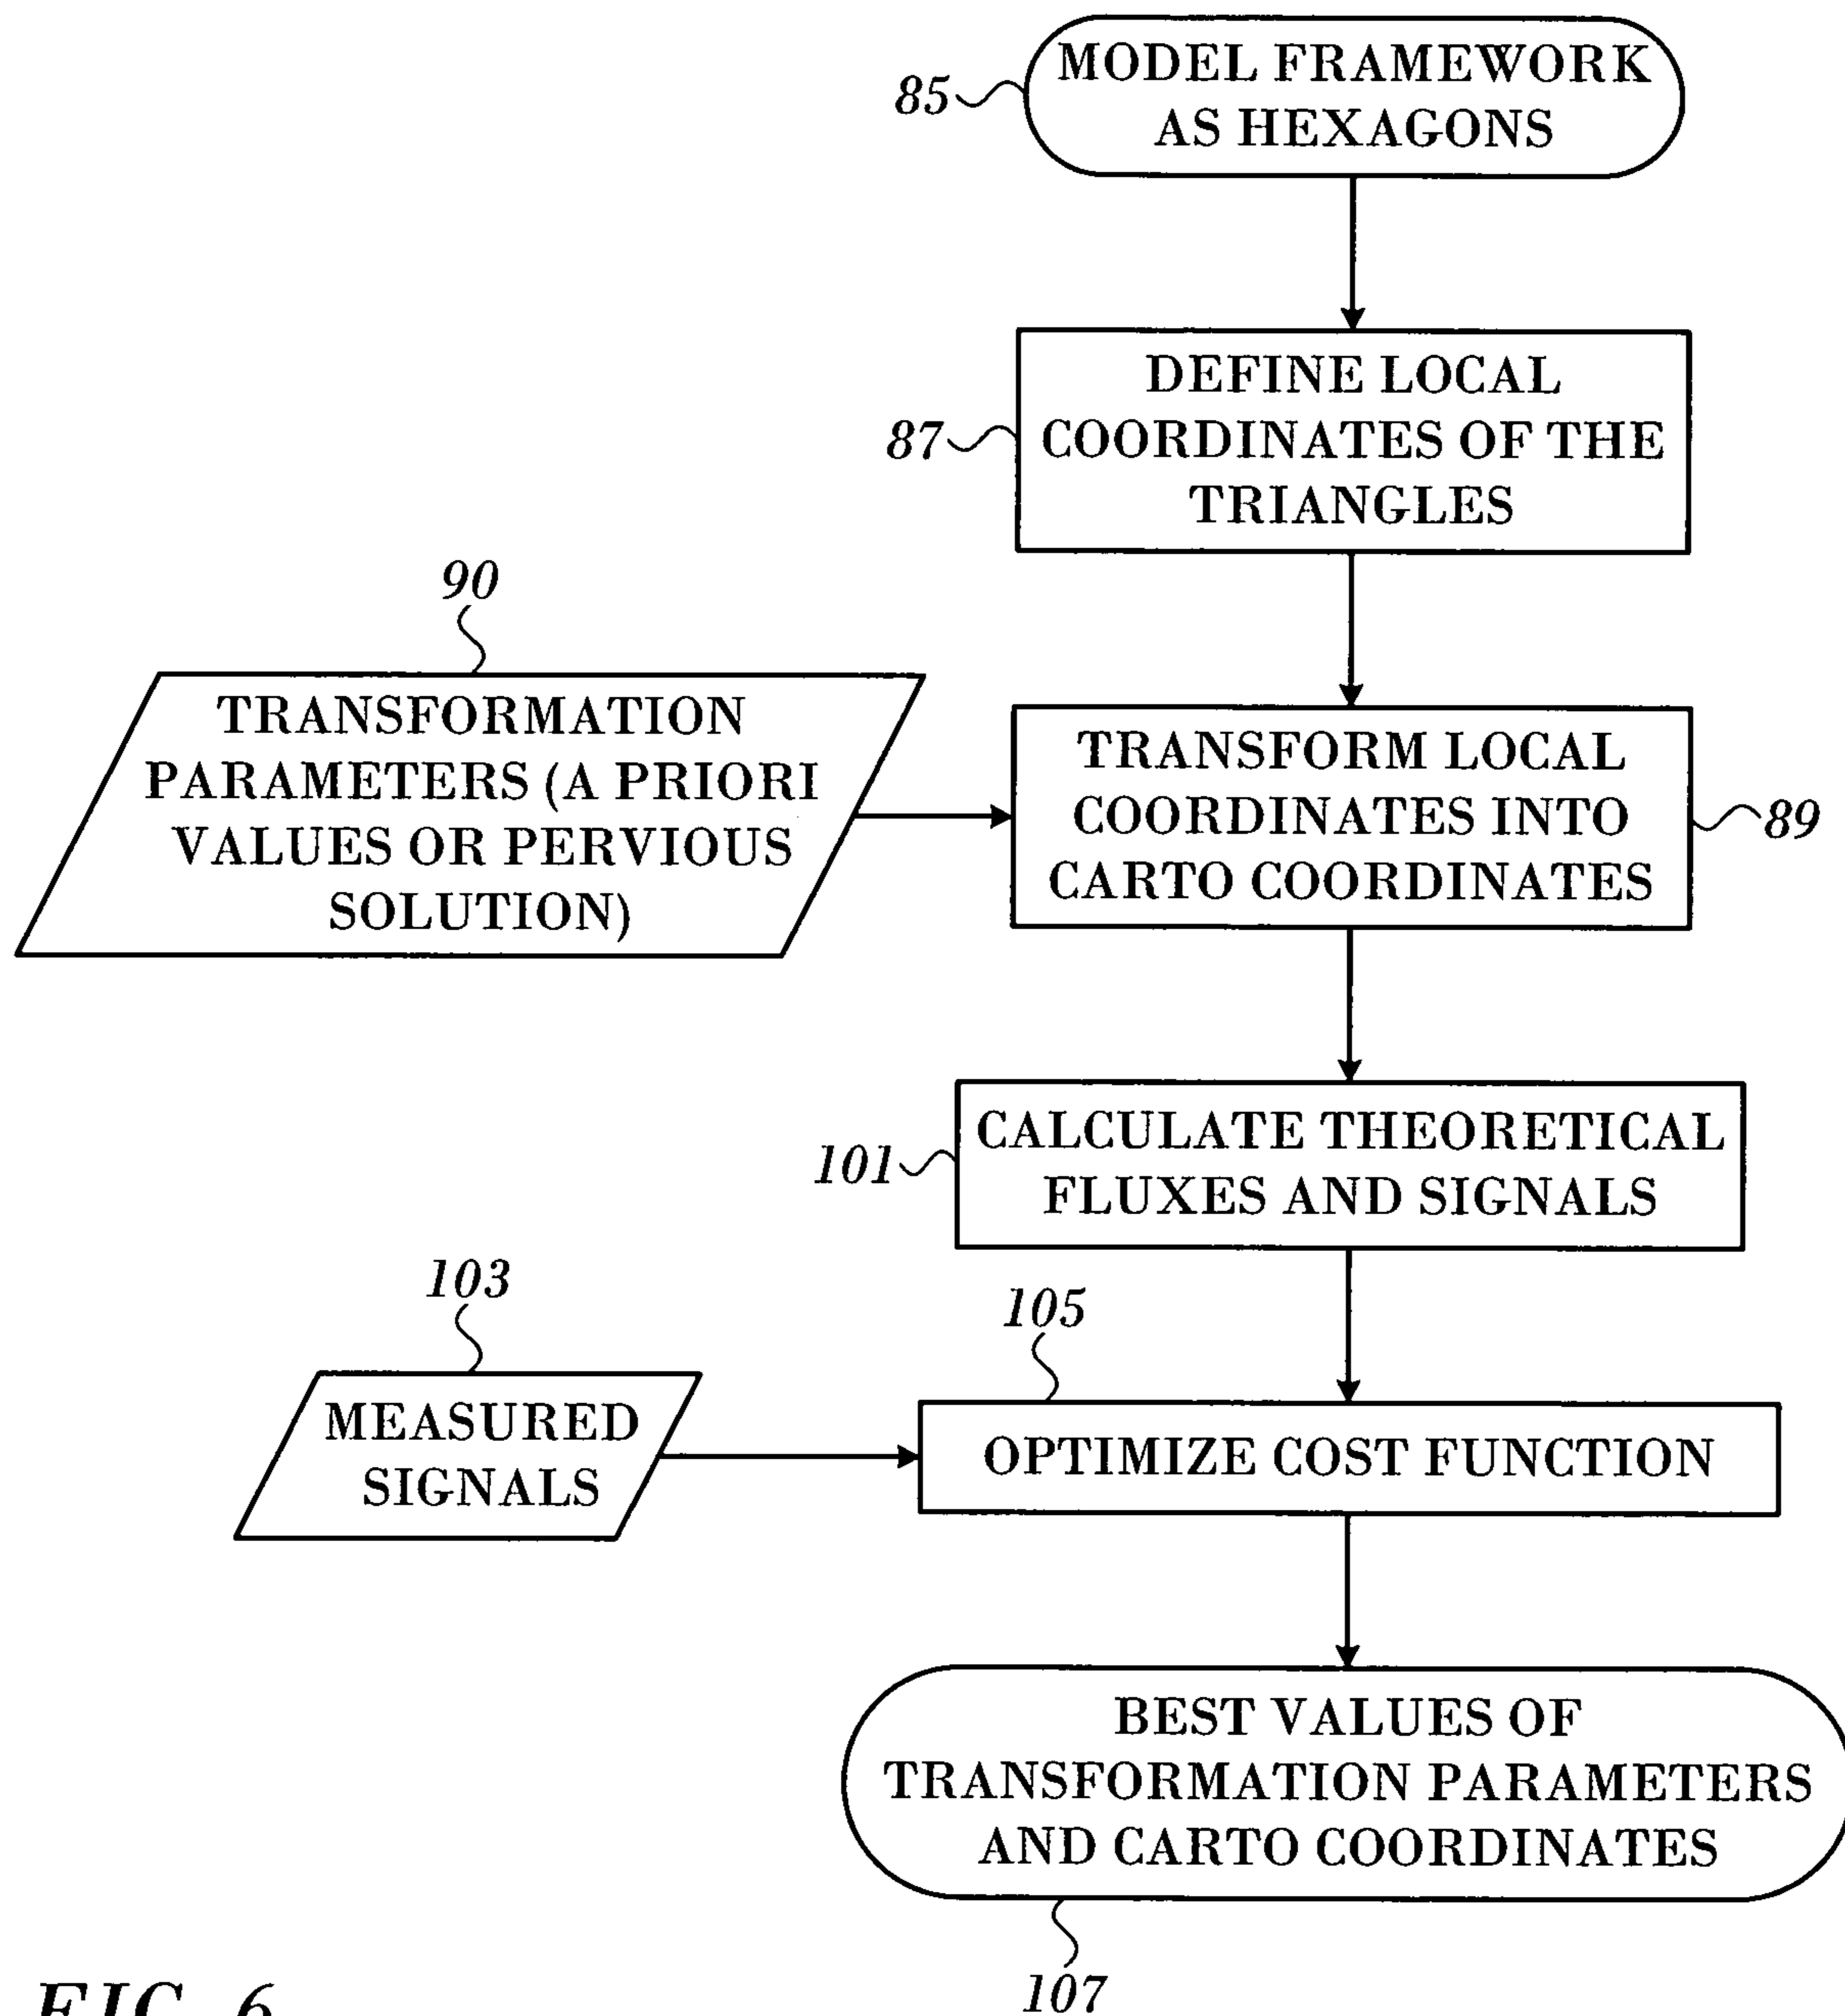 85
MODEL FRAMEWORK
AS HEXAGONS
87
DEFINE LOCAL
COORDINATES OF THE
TRIANGLES
90
TRANSFORMATION
PARAMETERS (A PRIORI
VALUES OR PERVIOUS
SOLUTION)
TRANSFORM LOCAL
COORDINATES INTO
CARTO COORDINATES
89
101
CALCULATE THEORETICAL
FLUXES AND SIGNALS
103
MEASURED
SIGNALS
105
OPTIMIZE COST FUNCTION
BEST VALUES OF
TRANSFORMATION PARAMETERS
AND CARTO COORDINATES
107
FIG. 6